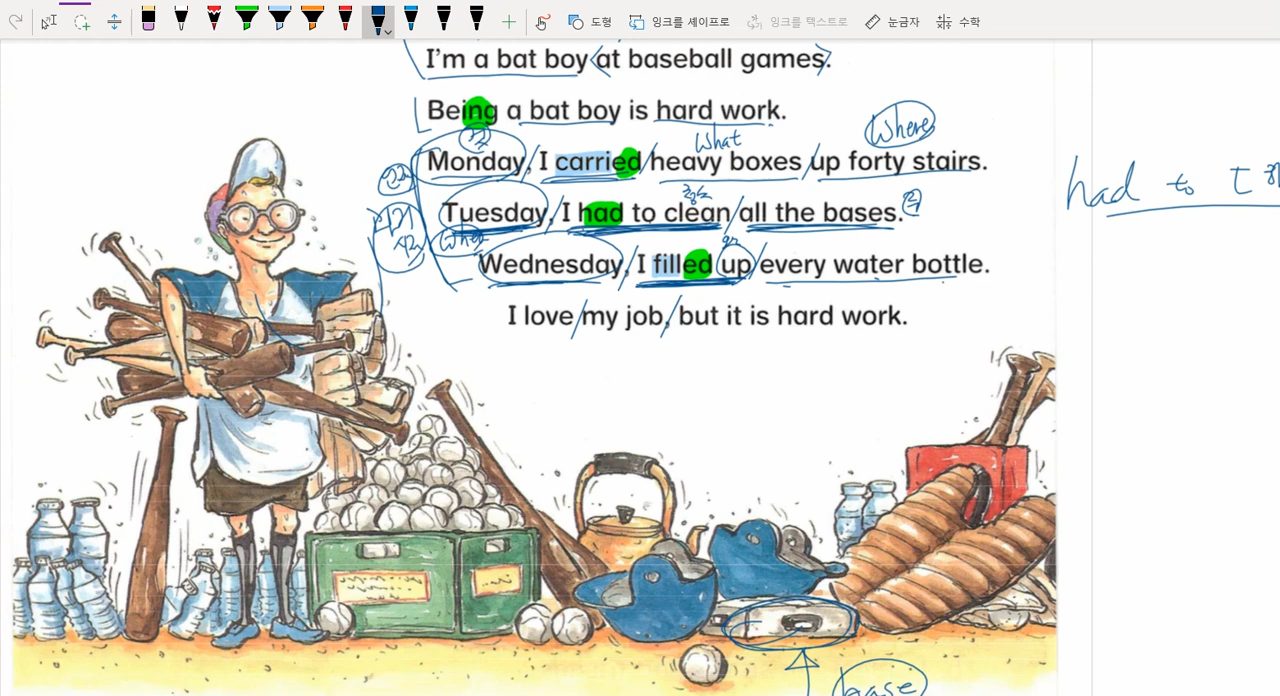 도형 잉크를 셰이프로 잉크를 텍스트로 눈금자 수학
I'm a bat boy at baseball games.
Being a bat boy is hard work.
What Where
Monday, I carried heavy boxes up forty stairs.
had to
Tuesday, I had to clean all the bases.
When
Wednesday, I filled up every water bottle.
I love my job, but it is hard work.
base